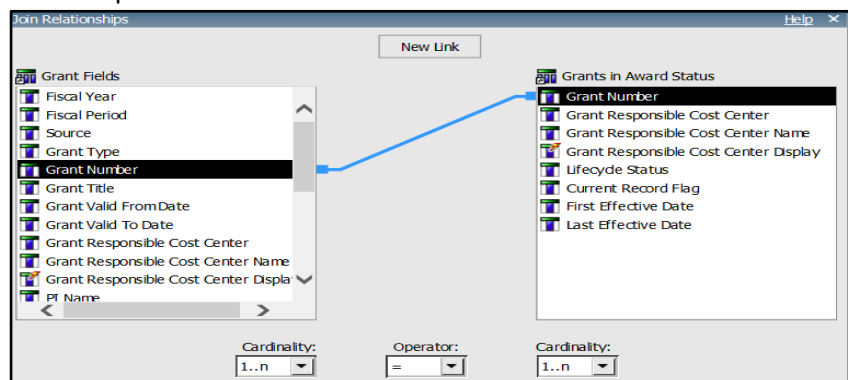 Join Relationships
Help ×
New Link
Grant Fields
Fiscal Year
Fiscal Period
Source
Grant Type
Grant Number
Grant Title
Grant Valid From Date
Grant Valid To Date
Grant Responsible Cost Center
Grant Responsible Cost Center Name
Grant Responsible Cost Center Displa
PI Name
Grants in Award Status
Grant Number
Grant Responsible Cost Center
Grant Responsible Cost Center Name
Grant Responsible Cost Center Display
Lifecycle Status
Current Record Flag
First Effective Date
Last Effective Date
Cardinality: Operator: Cardinality:
1..n = 1..n